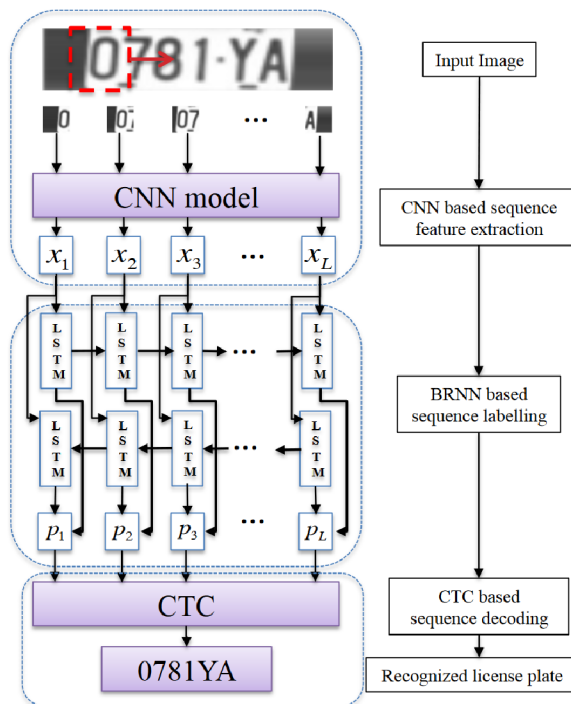 0781·YA
0 07 07 ... A
CNN model
x1 x2 x3 ... xL
LSTM LSTM LSTM ... LSTM
LSTM LSTM LSTM ... LSTM
p1 p2 p3 ... pL
CTC
0781YA
Input Image
CNN based sequence
feature extraction
BRNN based
sequence labelling
CTC based
sequence decoding
Recognized license plate